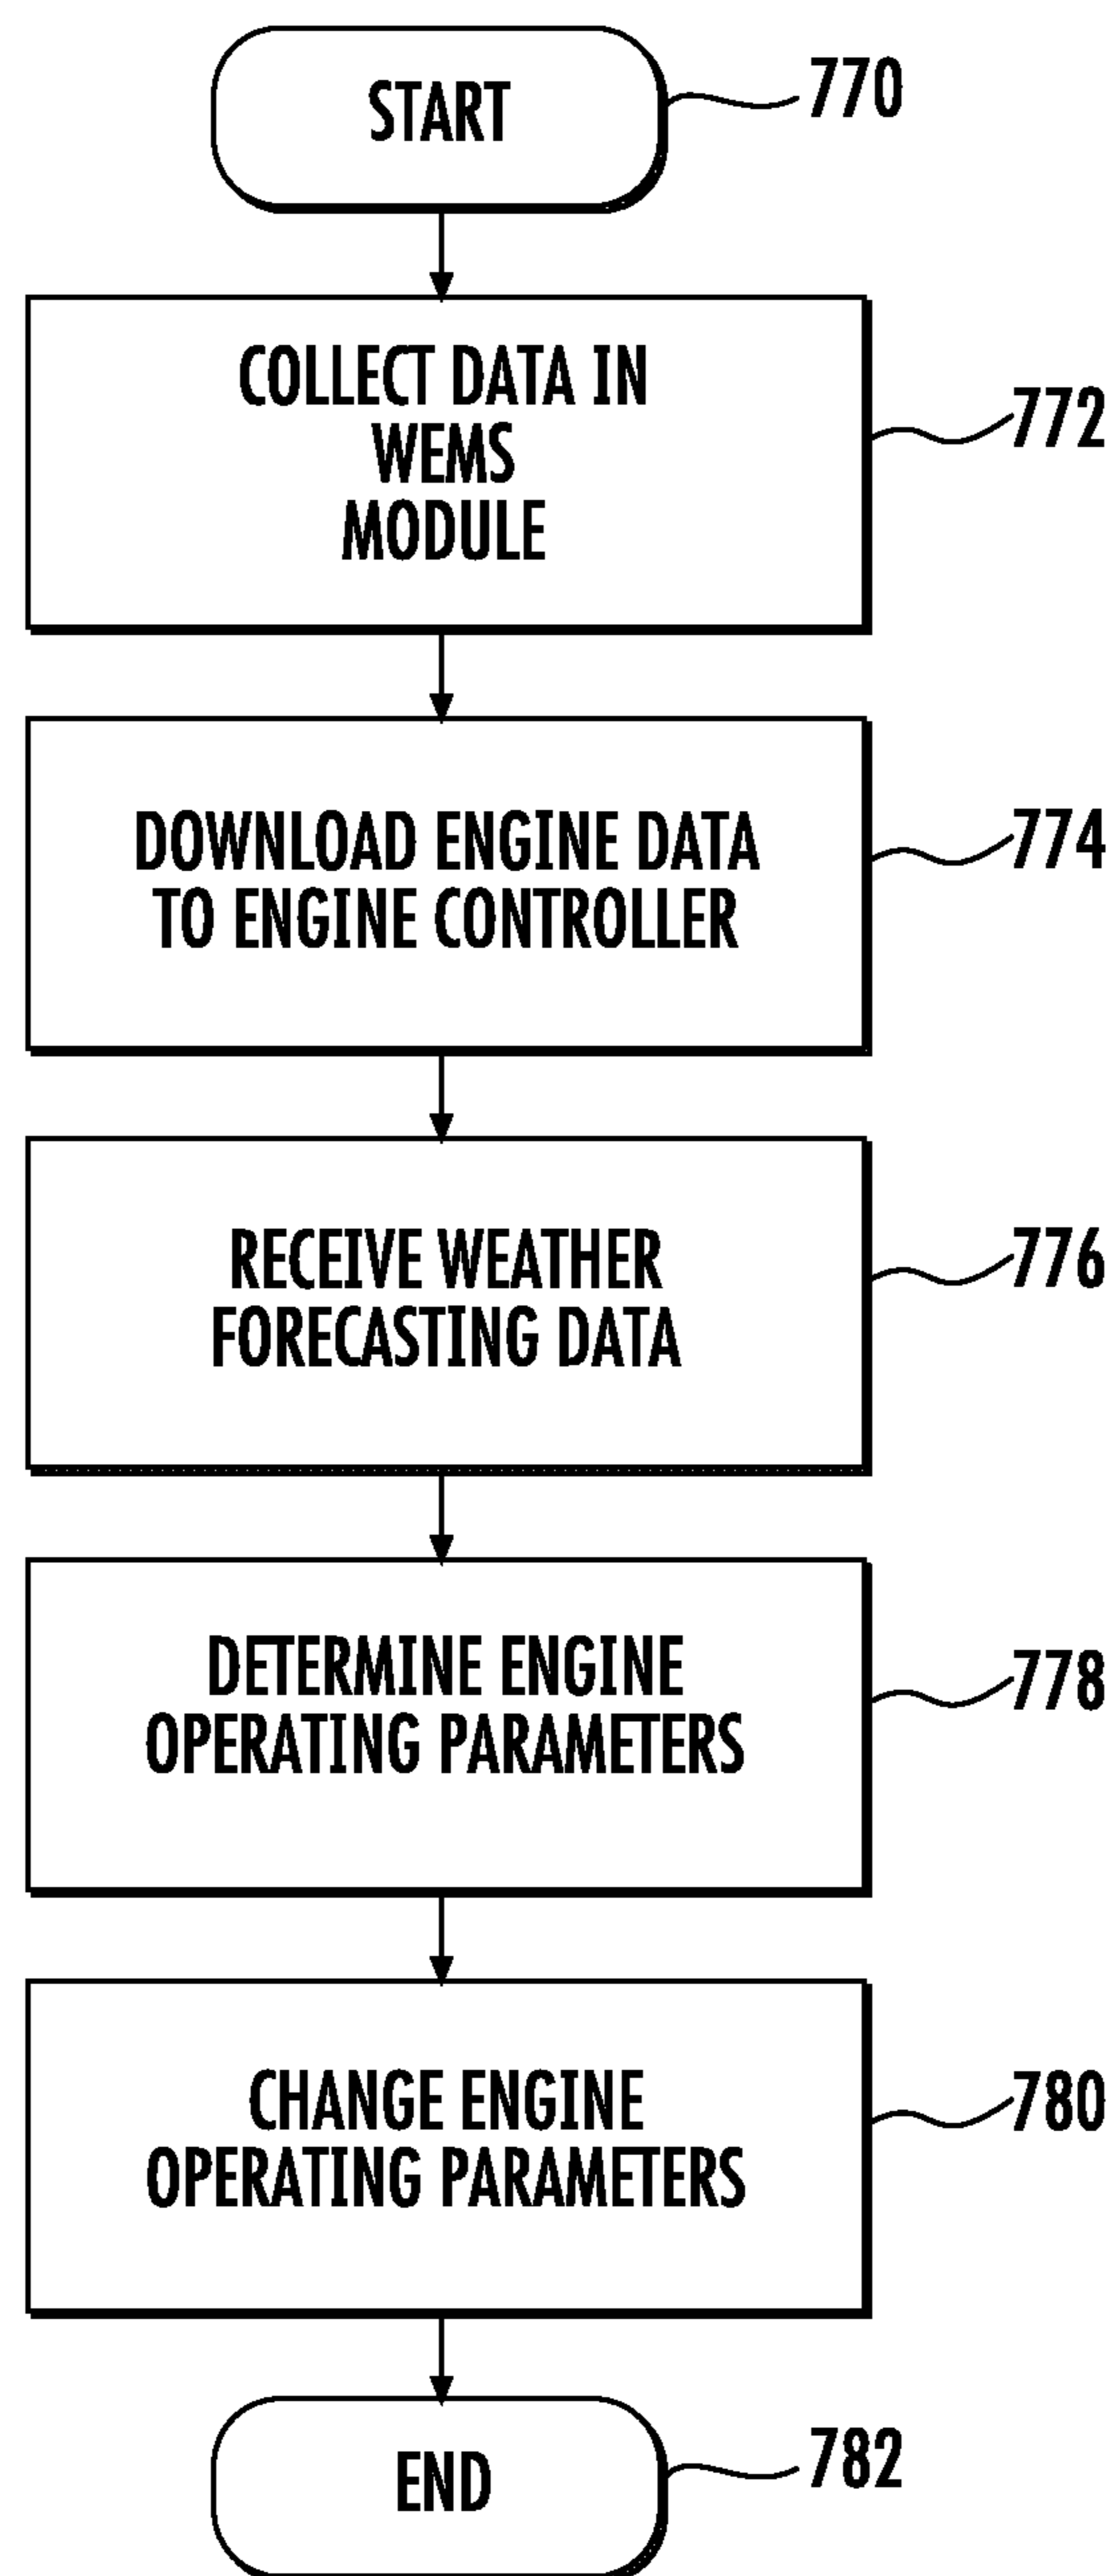 START
770
COLLECT DATA IN
WEMS
MODULE
772
DOWNLOAD ENGINE DATA
TO ENGINE CONTROLLER
774
RECEIVE WEATHER
FORECASTING DATA
776
DETERMINE ENGINE
OPERATING PARAMETERS
778
CHANGE ENGINE
OPERATING PARAMETERS
780
END
782